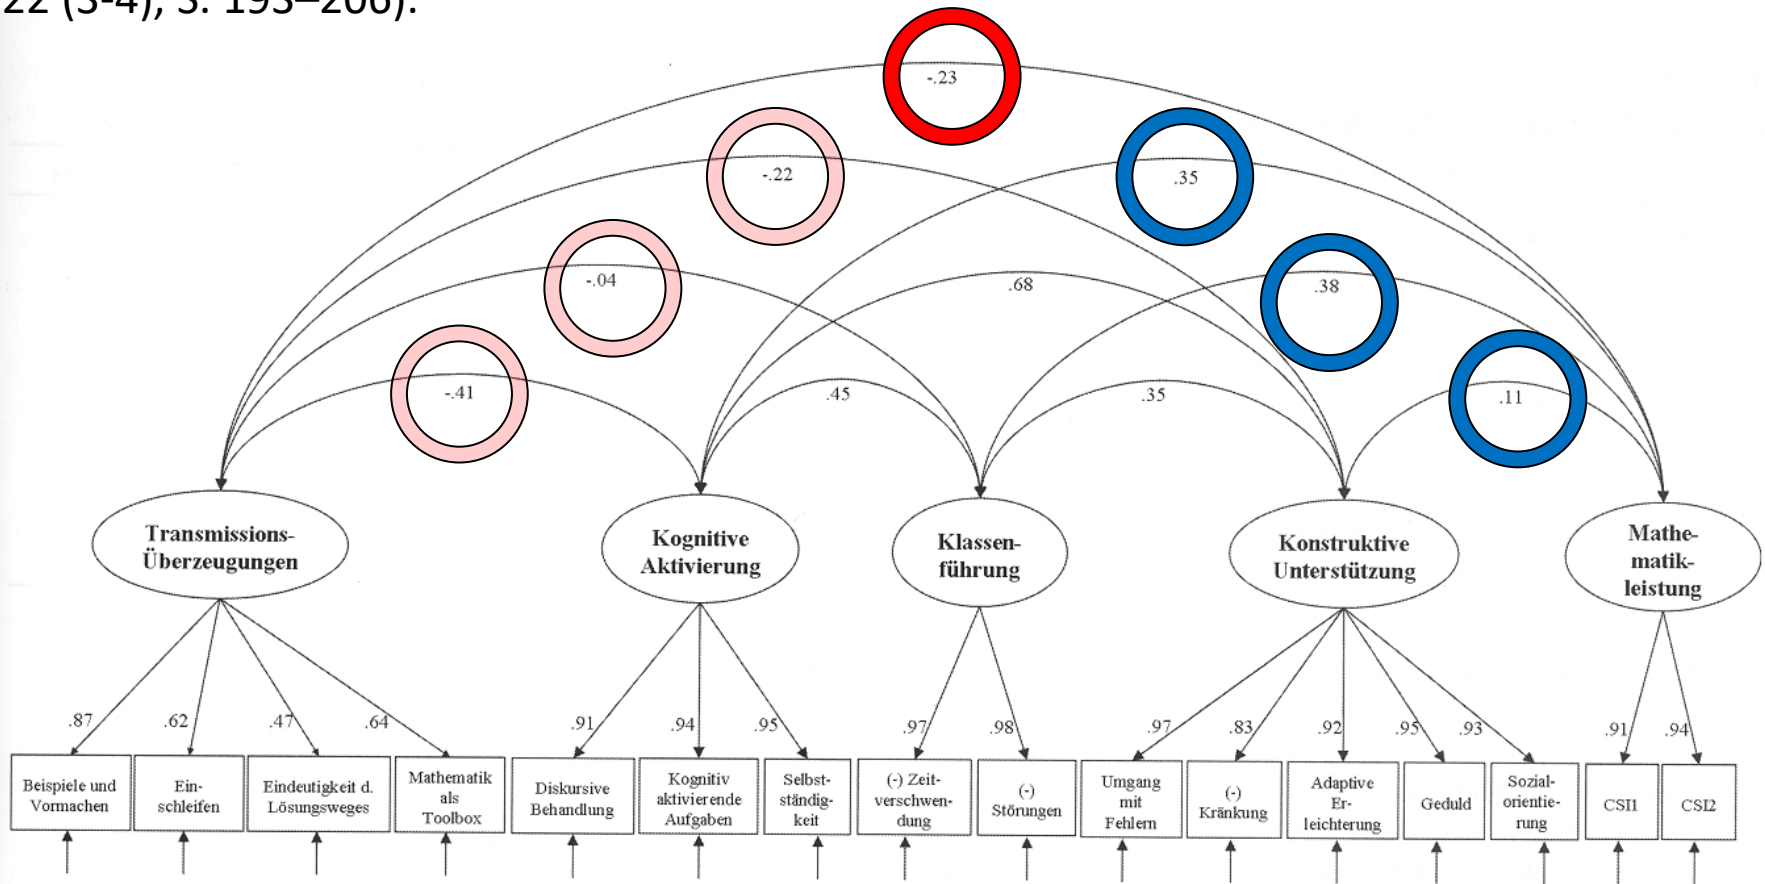 22 (3-4), S. 193–206).
-.23
-.22
.35
-.04
.68
.38
-.41
.45
.35
.11
Transmissions-
Überzeugungen
Kognitive
Aktivierung
Klassen-
führung
Konstruktive
Unterstützung
Mathe-
matik-
leistung
.87
.62
.47
.64
.91
.94
.95
.97
.98
.97
.83
.92
.95
.93
.91
.94
Beispiele und
Vormachen
Ein-
schleifen
Eindeutigkeit d.
Lösungsweges
Mathematik
als
Toolbox
Diskursive
Behandlung
Kognitiv
aktivierende
Aufgaben
Selbst-
ständig-
keit
(-) Zeit-
verschwen-
dung
(-)
Störungen
Umgang
mit
Fehlern
(-)
Kränkung
Adaptive
Er-
leichterung
Geduld
Sozial-
orientie-
rung
CSI1
CSI2